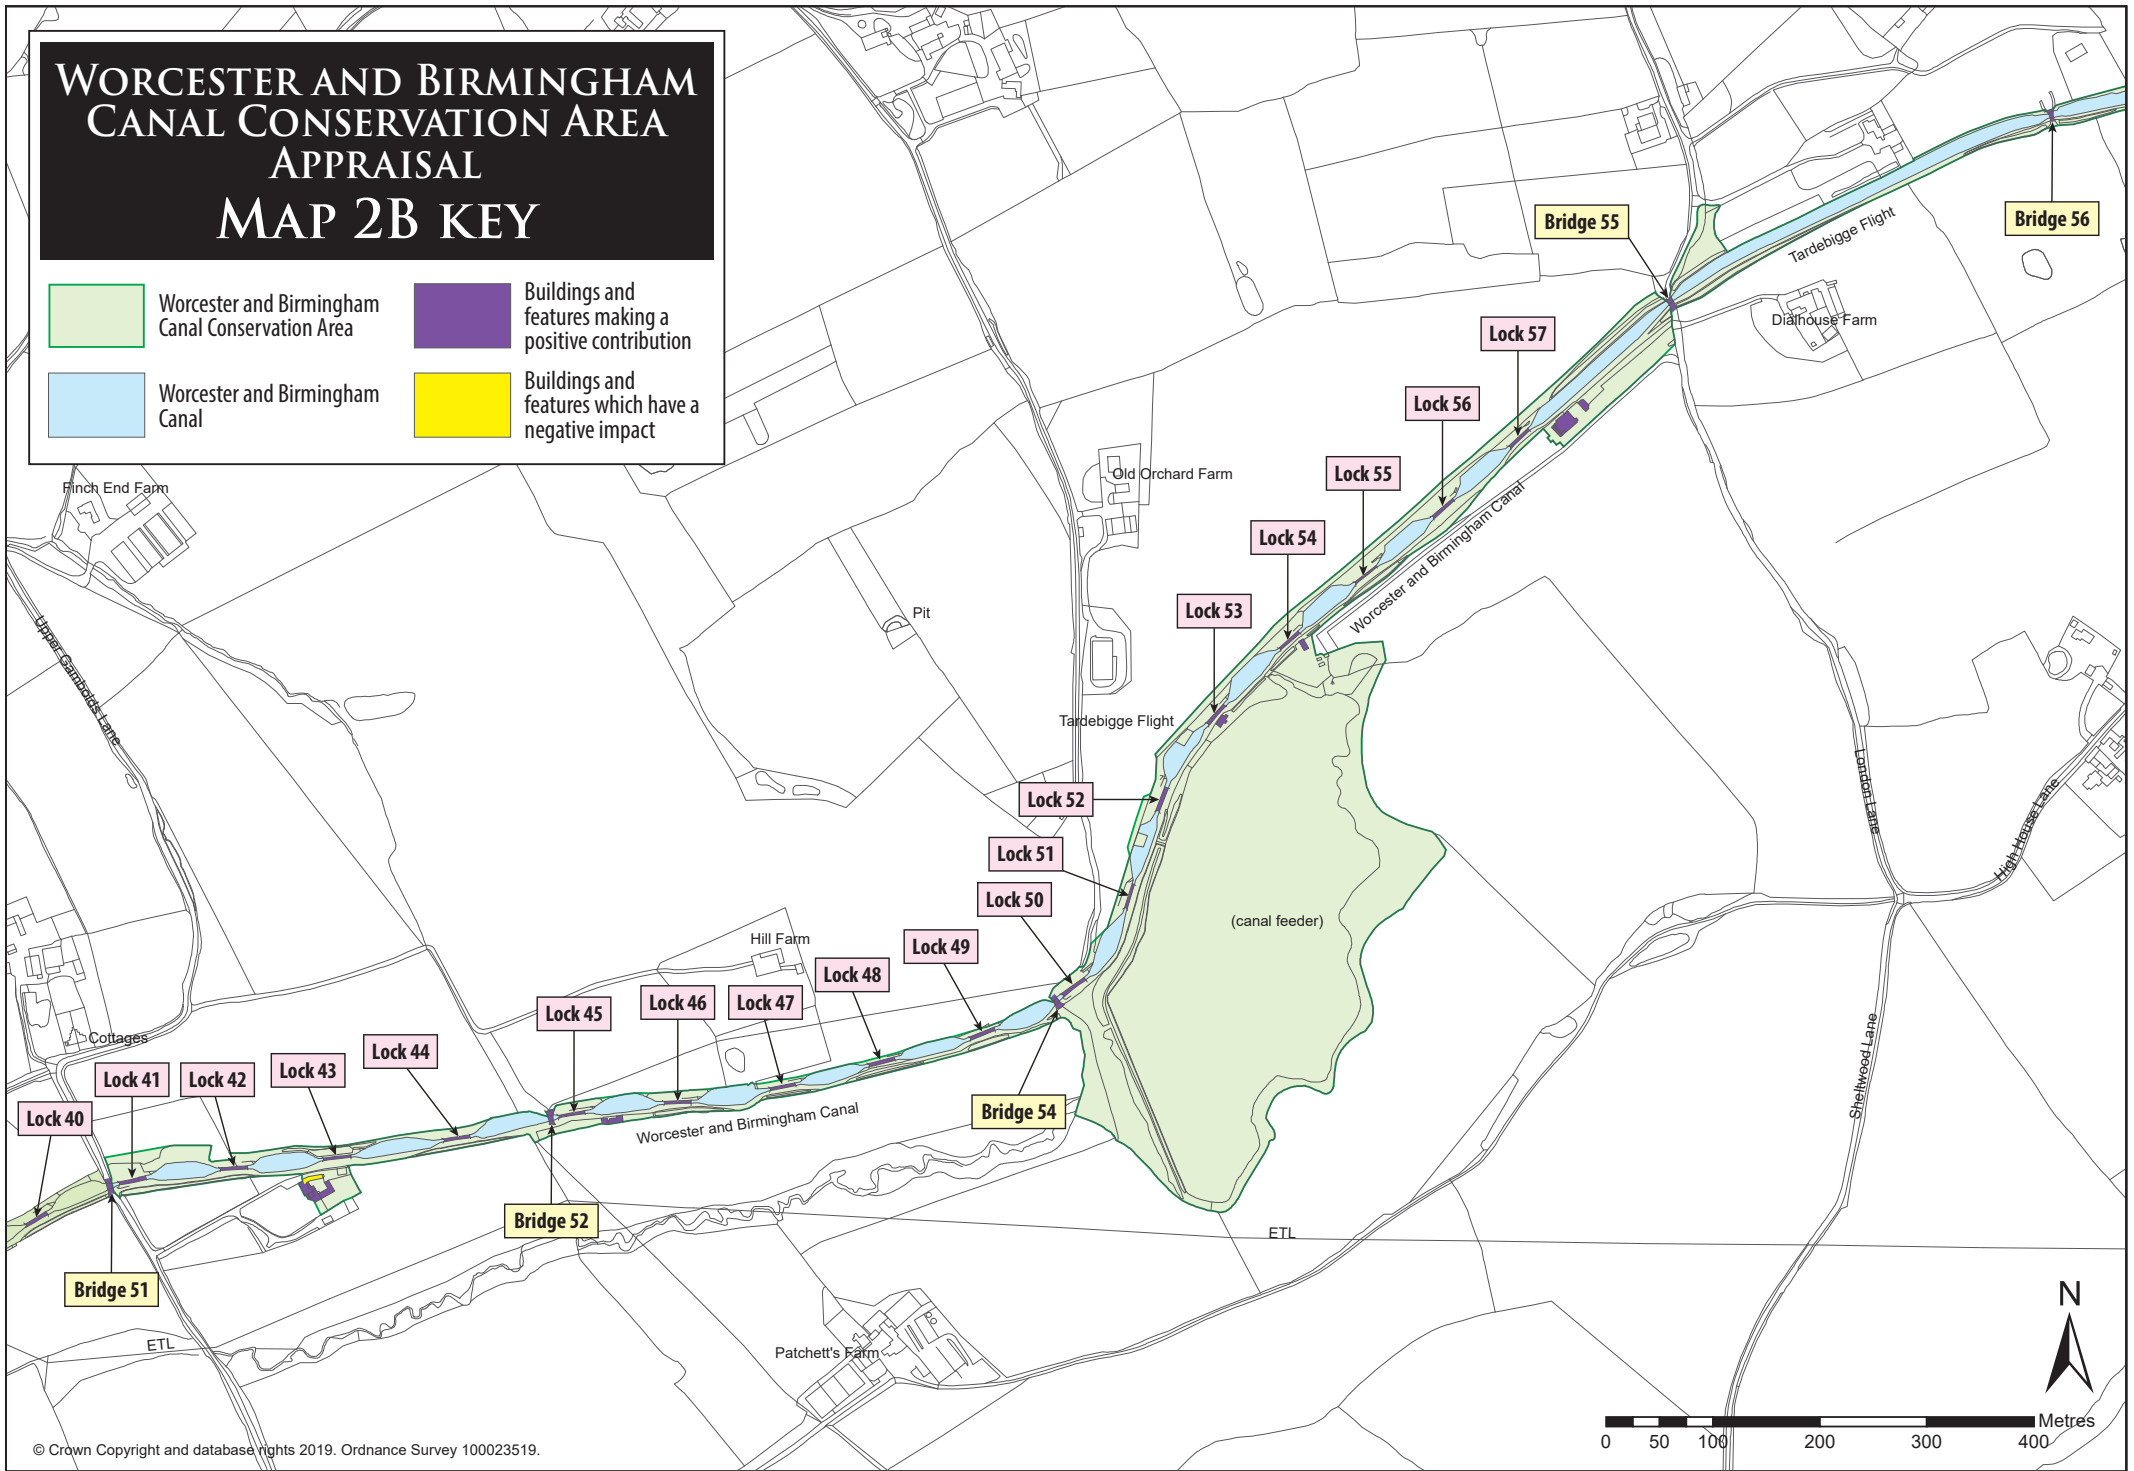 WORCESTER AND BIRMINGHAM
CANAL CONSERVATION AREA
APPRAISAL
MAP 2B KEY
Worcester and Birmingham
Canal Conservation Area
Buildings and
features making a
positive contribution
Worcester and Birmingham
Canal
Buildings and
features which have a
negative impact
Bridge 56
Bridge 55
Tardebigge Flight
Dialhouse Farm
Lock 57
Lock 56
Lock 55
Lock 54
Lock 53
Worcester and Birmingham Canal
Old Orchard Farm
Finch End Farm
Pit
Upper Gambolds Lane
Tardebigge Flight
Lock 52
Lock 51
Lock 50
London Lane
High House Lane
(canal feeder)
Hill Farm
Lock 49
Lock 48
Lock 47
Lock 46
Lock 45
Lock 44
Lock 43
Lock 42
Lock 41
Lock 40
Cottages
Worcester and Birmingham Canal
Bridge 54
Sheltwood Lane
Bridge 52
Bridge 51
ETL
ETL
Patchett's Farm
N
Metres
0 50 100 200 300 400
© Crown Copyright and database rights 2019. Ordnance Survey 100023519.